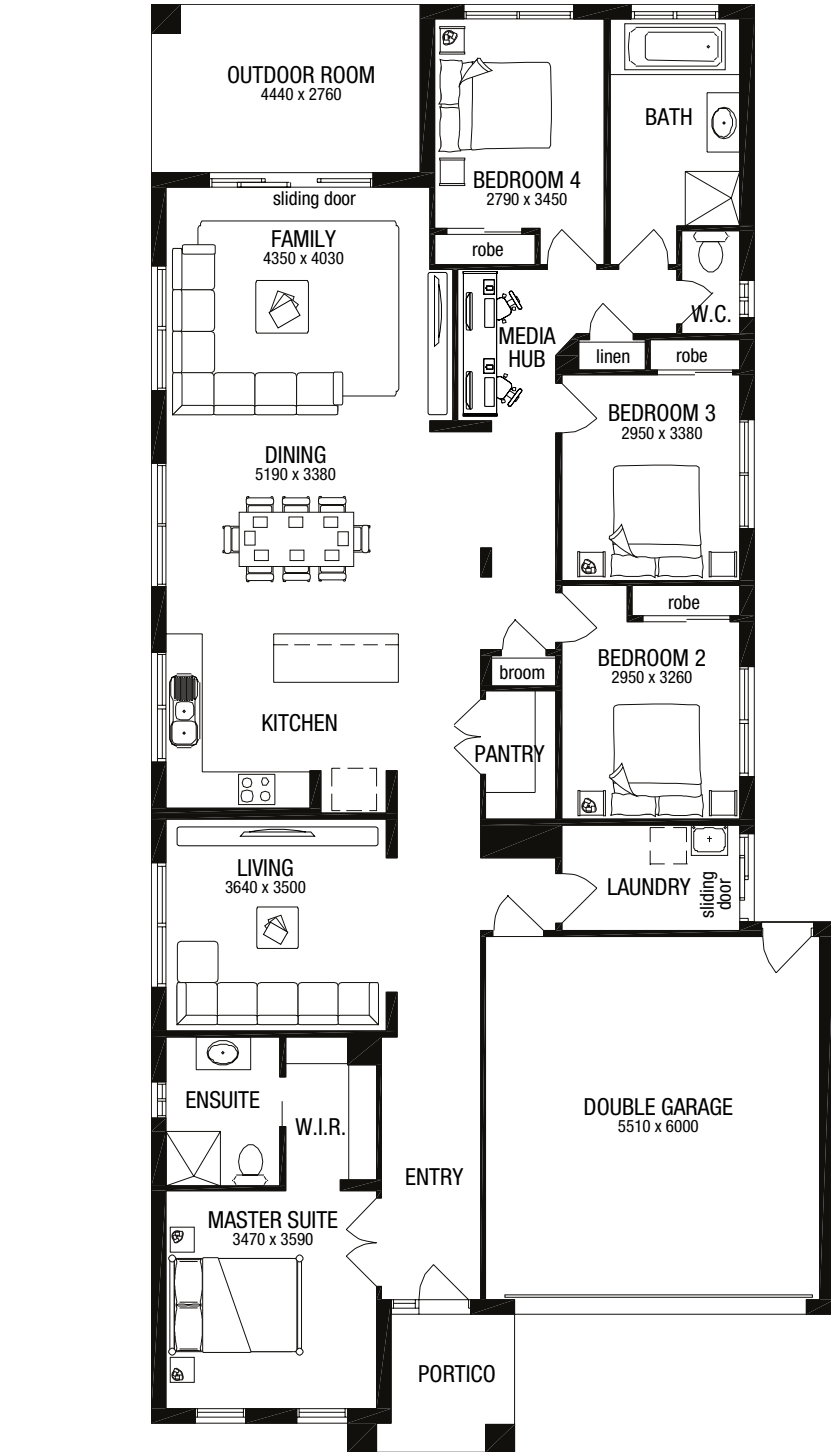 OUTDOOR ROOM
4440 x 2760
BATH
BEDROOM 4
2790 x 3450
sliding door
FAMILY
4350 x 4030
robe
W.C.
MEDIA
HUB
linen
robe
BEDROOM 3
2950 x 3380
DINING
5190 x 3380
robe
BEDROOM 2
2950 x 3260
broom
KITCHEN
PANTRY
LIVING
3640 x 3500
LAUNDRY
sliding
door
ENSUITE
W.I.R.
DOUBLE GARAGE
5510 x 6000
ENTRY
MASTER SUITE
3470 x 3590
PORTICO